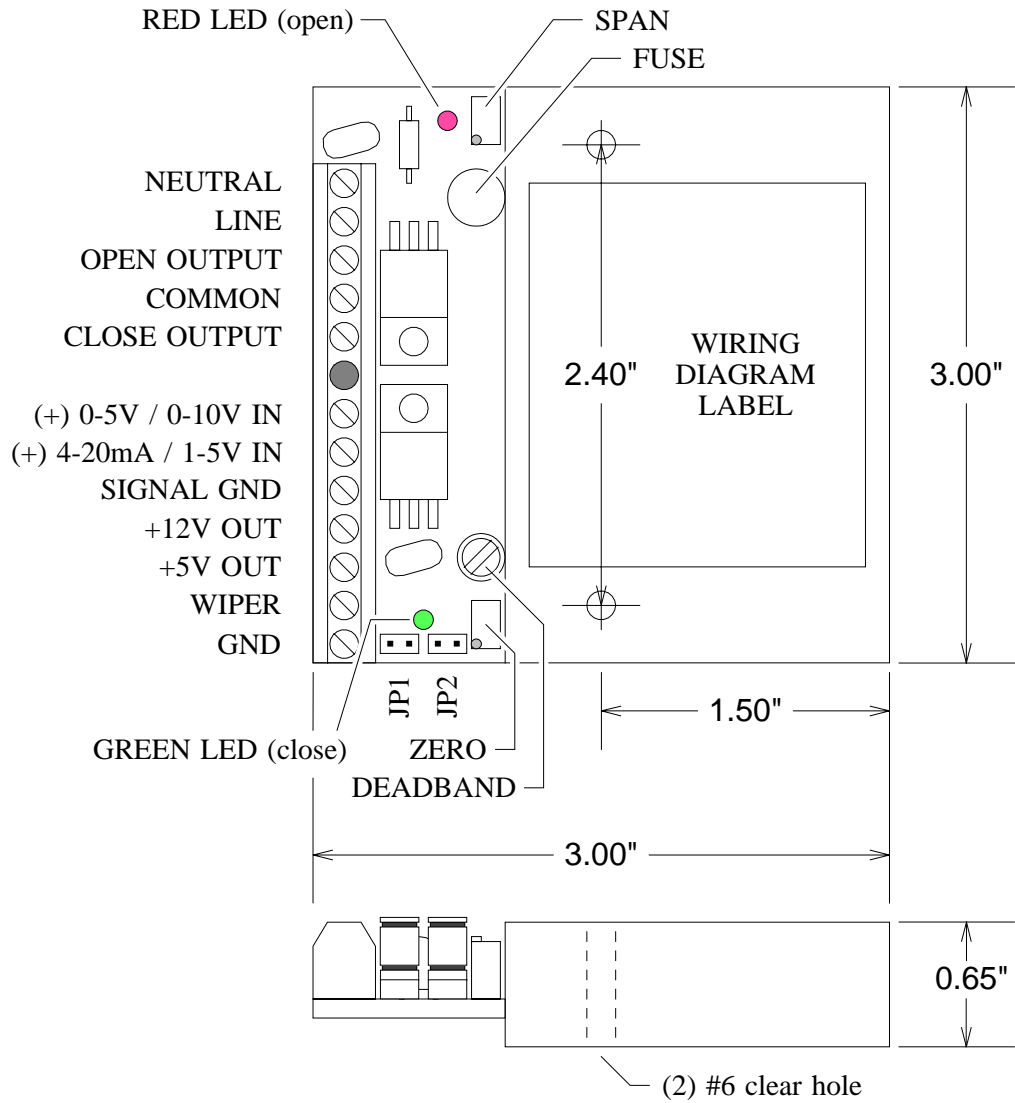 RED LED (open)
SPAN
FUSE
NEUTRAL
LINE
OPEN OUTPUT
COMMON
CLOSE OUTPUT
(+) 0-5V / 0-10V IN
(+) 4-20mA / 1-5V IN
SIGNAL GND
+12V OUT
+5V OUT
WIPER
GND
2.40"
WIRING
DIAGRAM
LABEL
3.00"
JP1
JP2
1.50"
GREEN LED (close)
ZERO
DEADBAND
3.00"
0.65"
(2) #6 clear hole